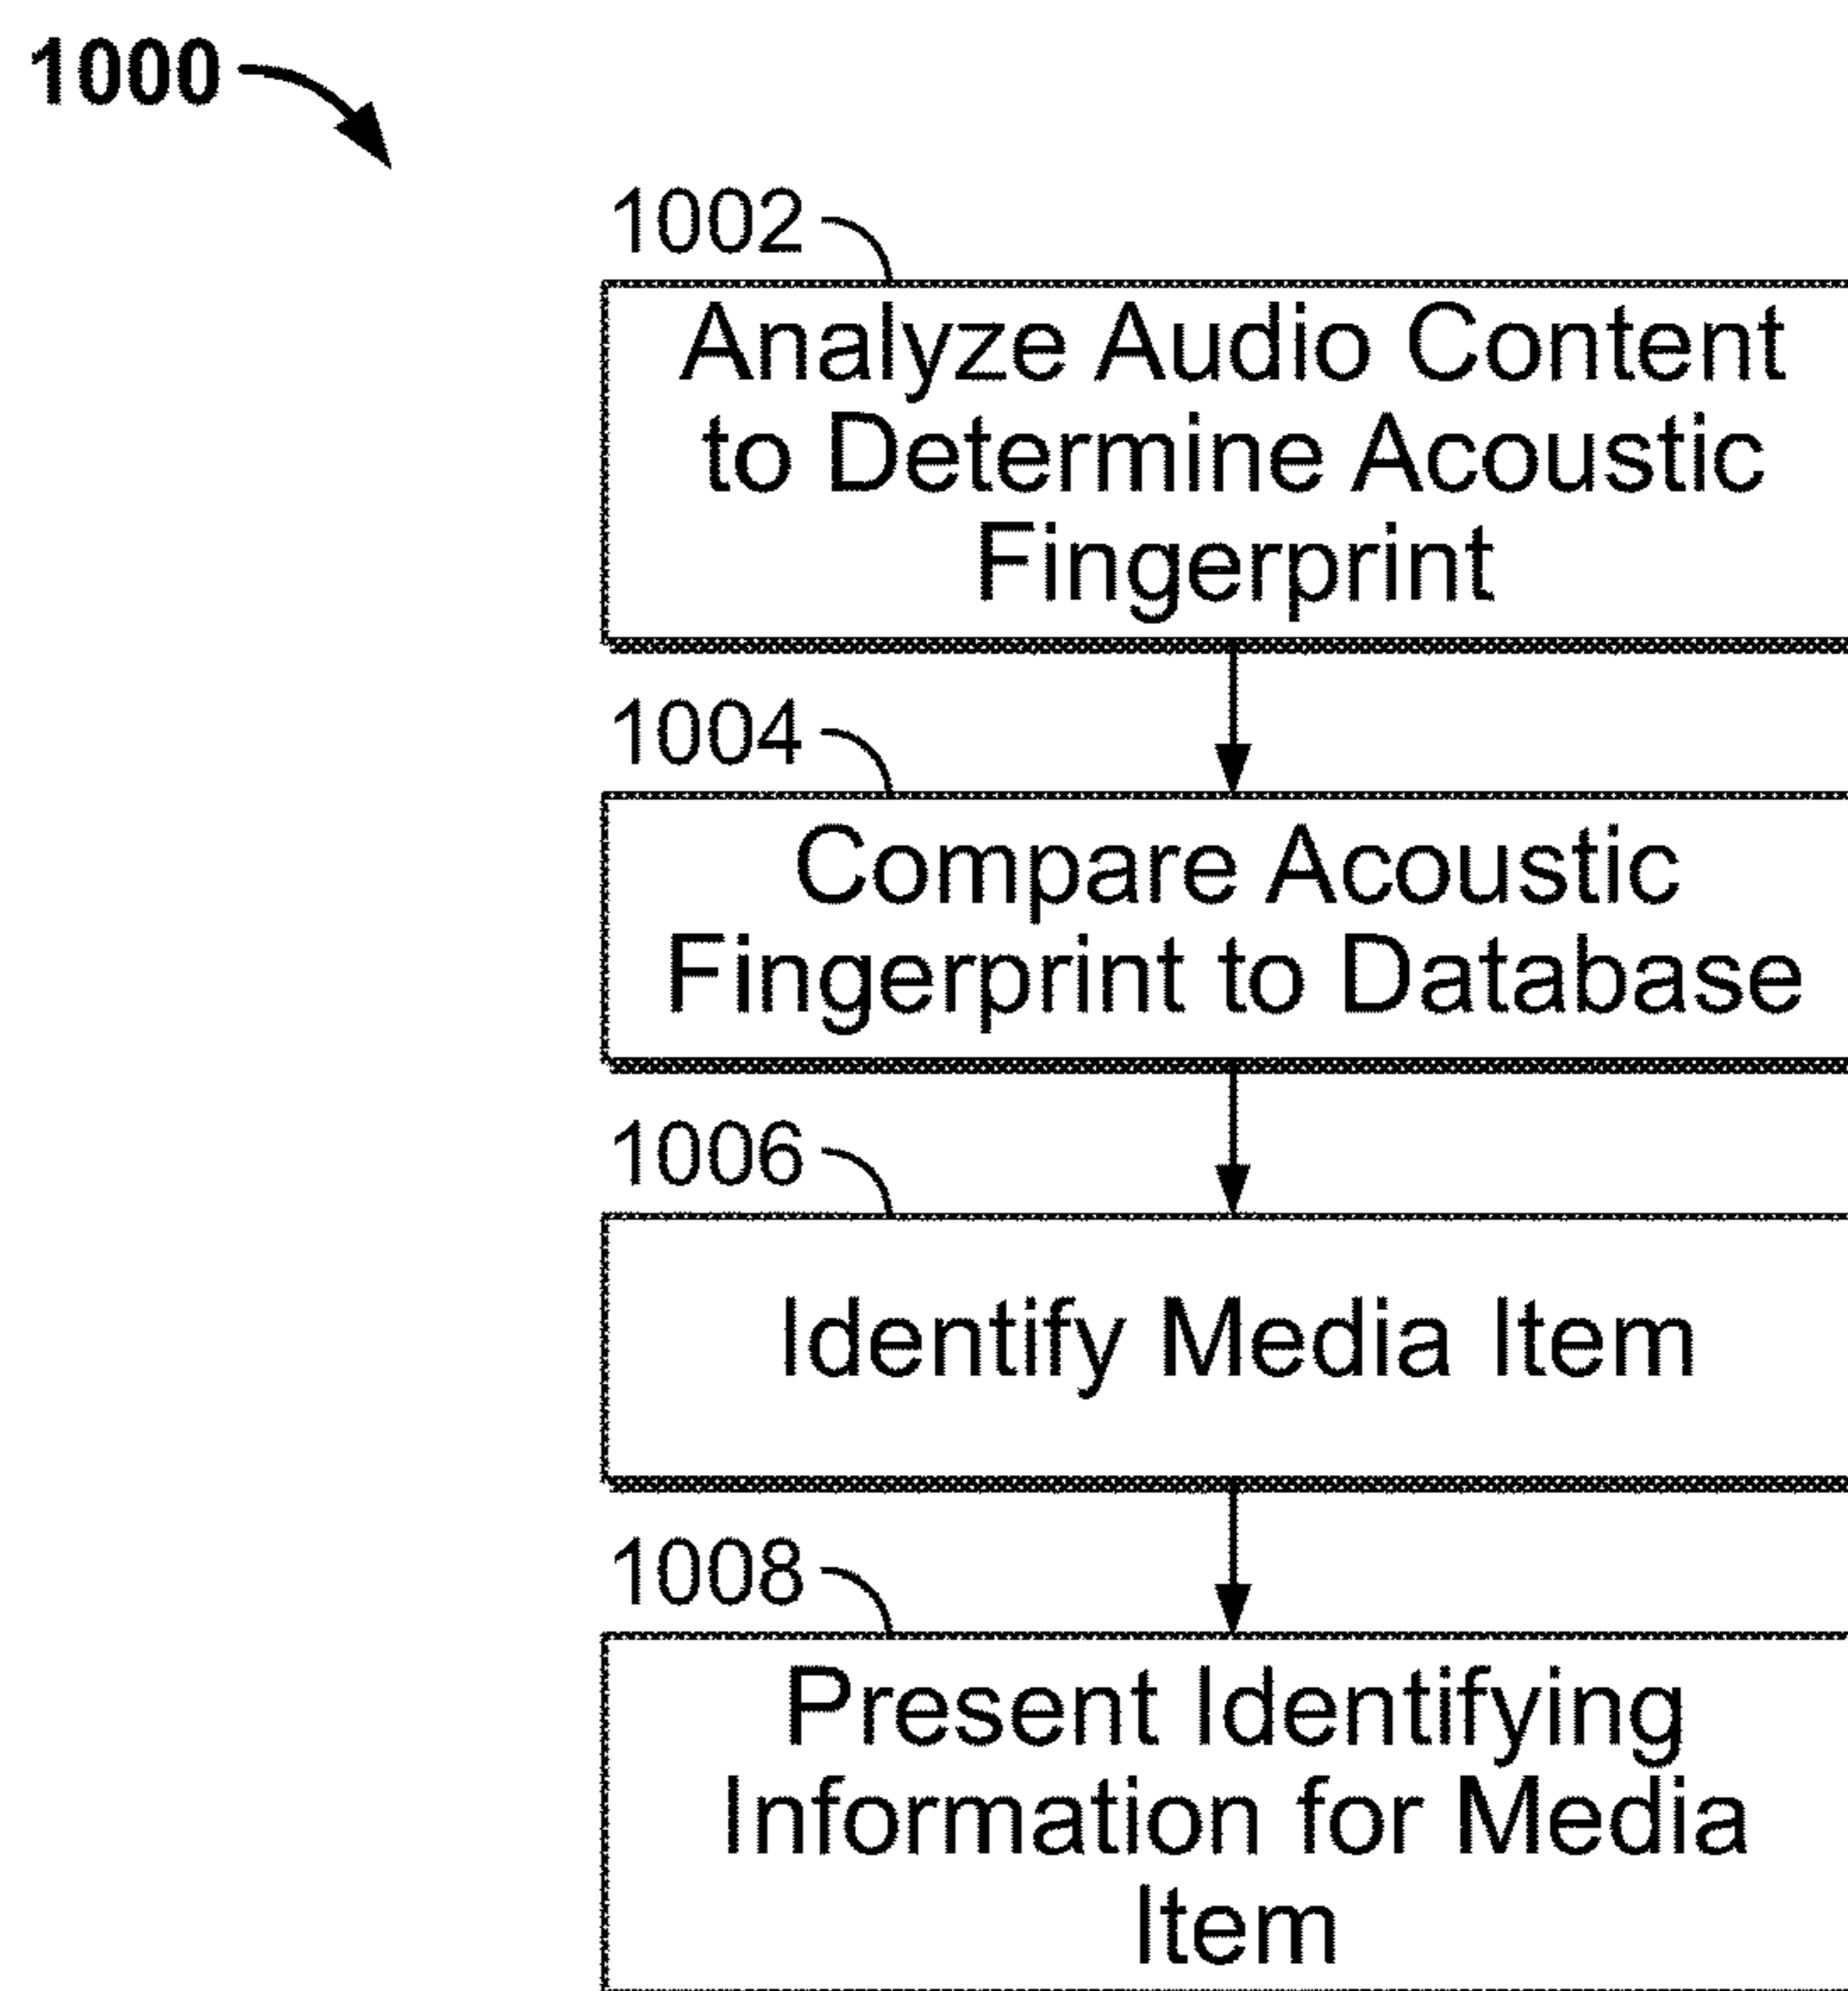 1000
1002
Analyze Audio Content
to Determine Acoustic
Fingerprint
1004
Compare Acoustic
Fingerprint to Database
1006
Identify Media Item
1008
Present Identifying
Information for Media
Item